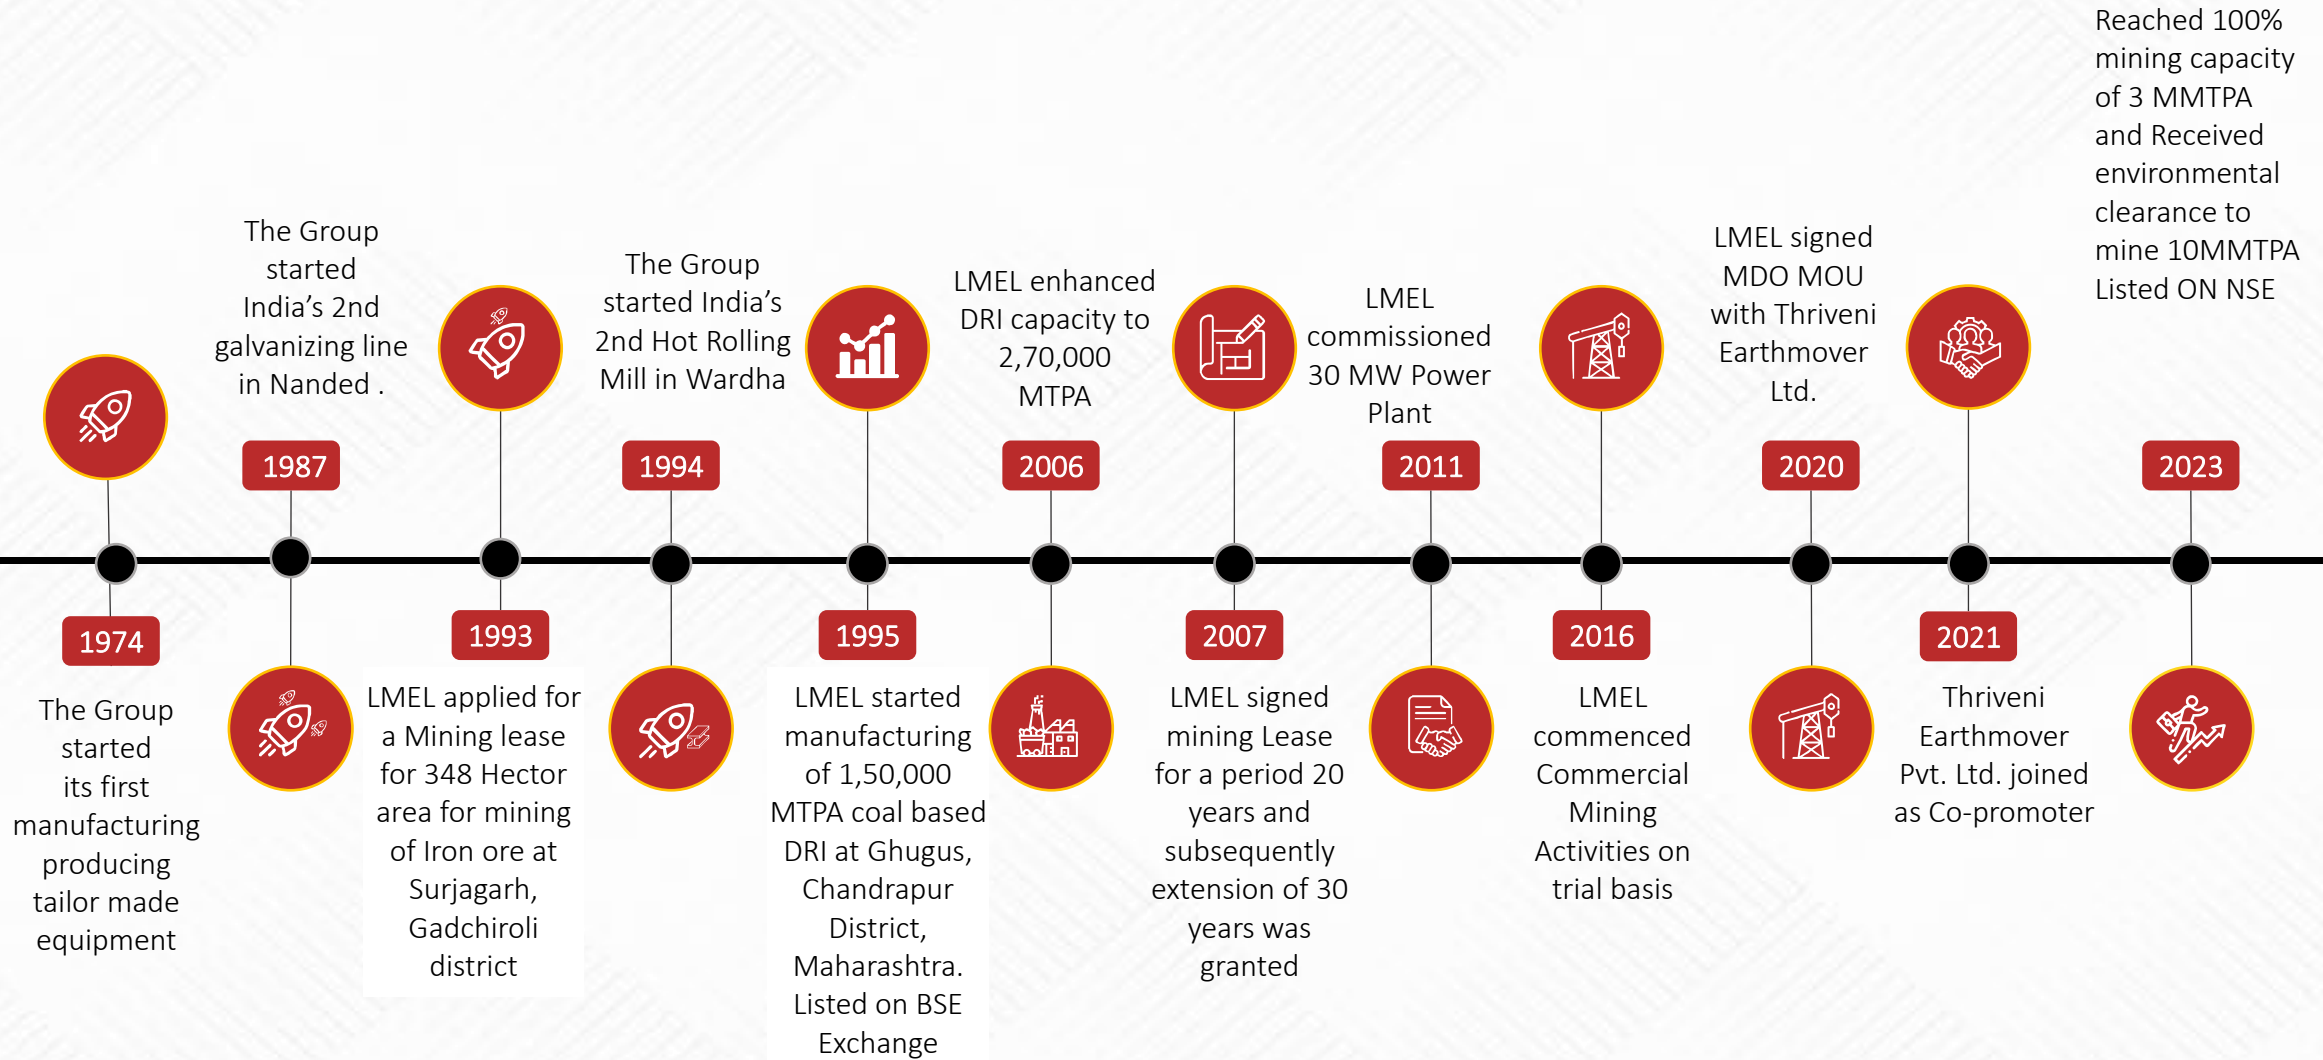 1974
The Group
started
its first
manufacturing
producing
tailor made
equipment
The Group
started
India’s 2nd
galvanizing line
in Nanded .
1987
1993
LMEL applied for
a Mining lease
for 348 Hector
area for mining
of Iron ore at
Surjagarh,
Gadchiroli
district
The Group
started India’s
2nd Hot Rolling
Mill in Wardha
1994
1995
LMEL started
manufacturing
of 1,50,000
MTPA coal based
DRI at Ghugus,
Chandrapur
District,
Maharashtra.
Listed on BSE
Exchange
LMEL enhanced
DRI capacity to
2,70,000
MTPA
2006
2007
LMEL signed
mining Lease
for a period 20
years and
subsequently
extension of 30
years was
granted
LMEL
commissioned
30 MW Power
Plant
2011
2016
LMEL
commenced
Commercial
Mining
Activities on
trial basis
LMEL signed
MDO MOU
with Thriveni
Earthmover
Ltd.
2020
2021
Thriveni
Earthmover
Pvt. Ltd. joined
as Co-promoter
Reached 100%
mining capacity
of 3 MMTPA
and Received
environmental
clearance to
mine 10MMTPA
Listed ON NSE
2023